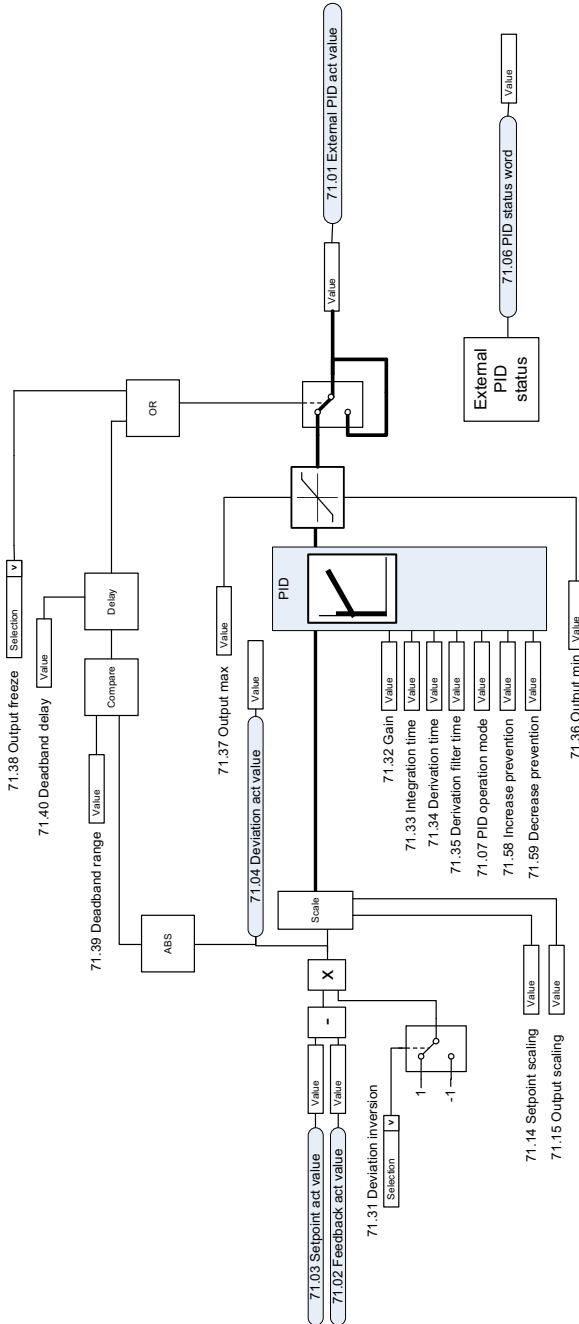 71.38 Output freeze
Selection
v
71.40 Deadband delay
Value
71.39 Deadband range
Value
Compare
Delay
OR
ABS
71.04 Deviation act value
Value
71.37 Output max
Value
71.03 Setpoint act value
Value
71.02 Feedback act value
Value
-
X
Scale
PID
Value
71.01 External PID act value
71.31 Deviation inversion
Selection
v
1
-1
71.14 Setpoint scaling
Value
71.15 Output scaling
Value
71.32 Gain
Value
71.33 Integration time
Value
71.34 Derivation time
Value
71.35 Derivation filter time
Value
71.07 PID operation mode
Value
71.58 Increase prevention
Value
71.59 Decrease prevention
Value
71.36 Output min
Value
External
PID
status
71.06 PID status word
Value